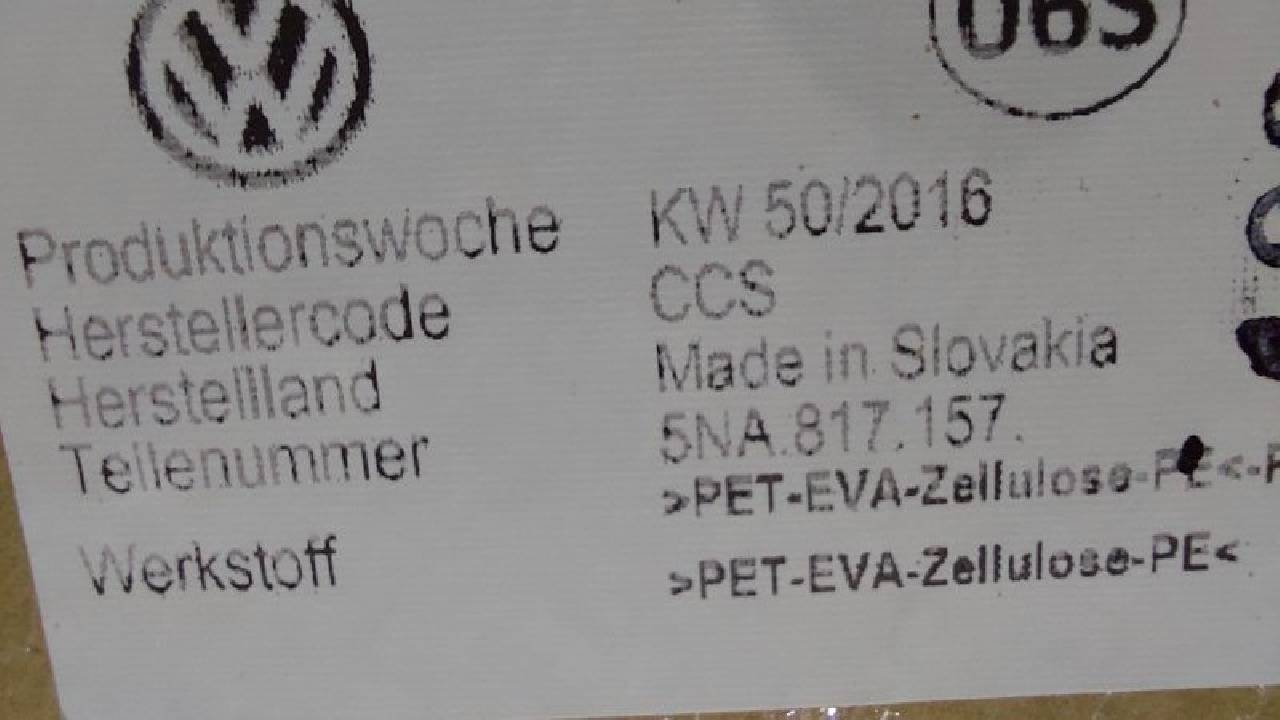 06S
Produktionswoche KW 50/2016
Herstellercode CCS
Herstellland Made in Slovakia
Teilenummer 5NA.817.157.
>PET-EVA-Zellulose-PE<-
Werkstoff >PET-EVA-Zellulose-PE<